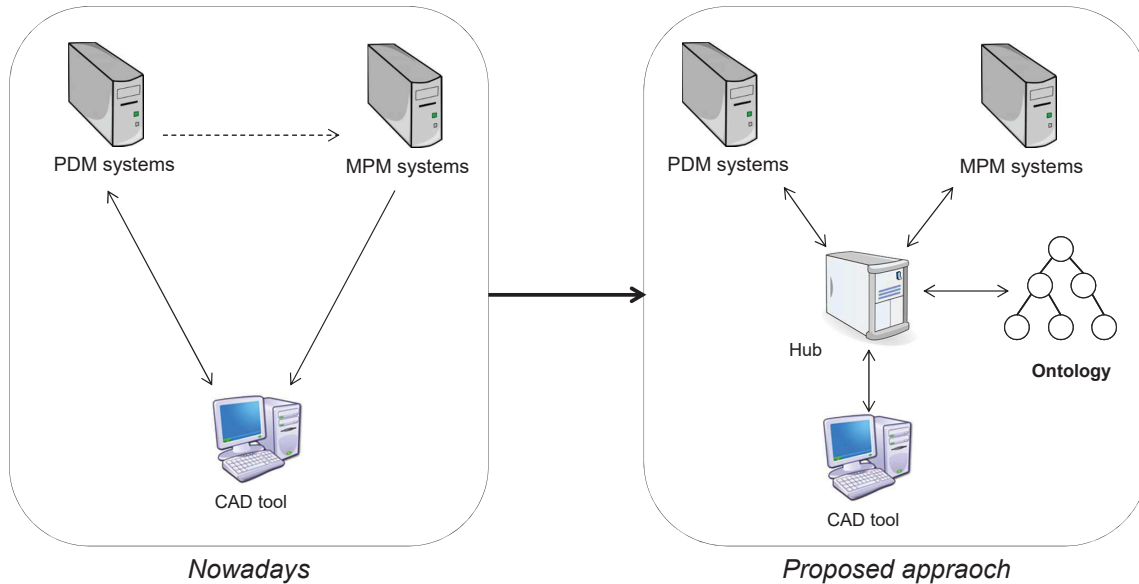 PDM systems
MPM systems
CAD tool
Nowadays
PDM systems
MPM systems
Hub
Ontology
CAD tool
Proposed appraoch